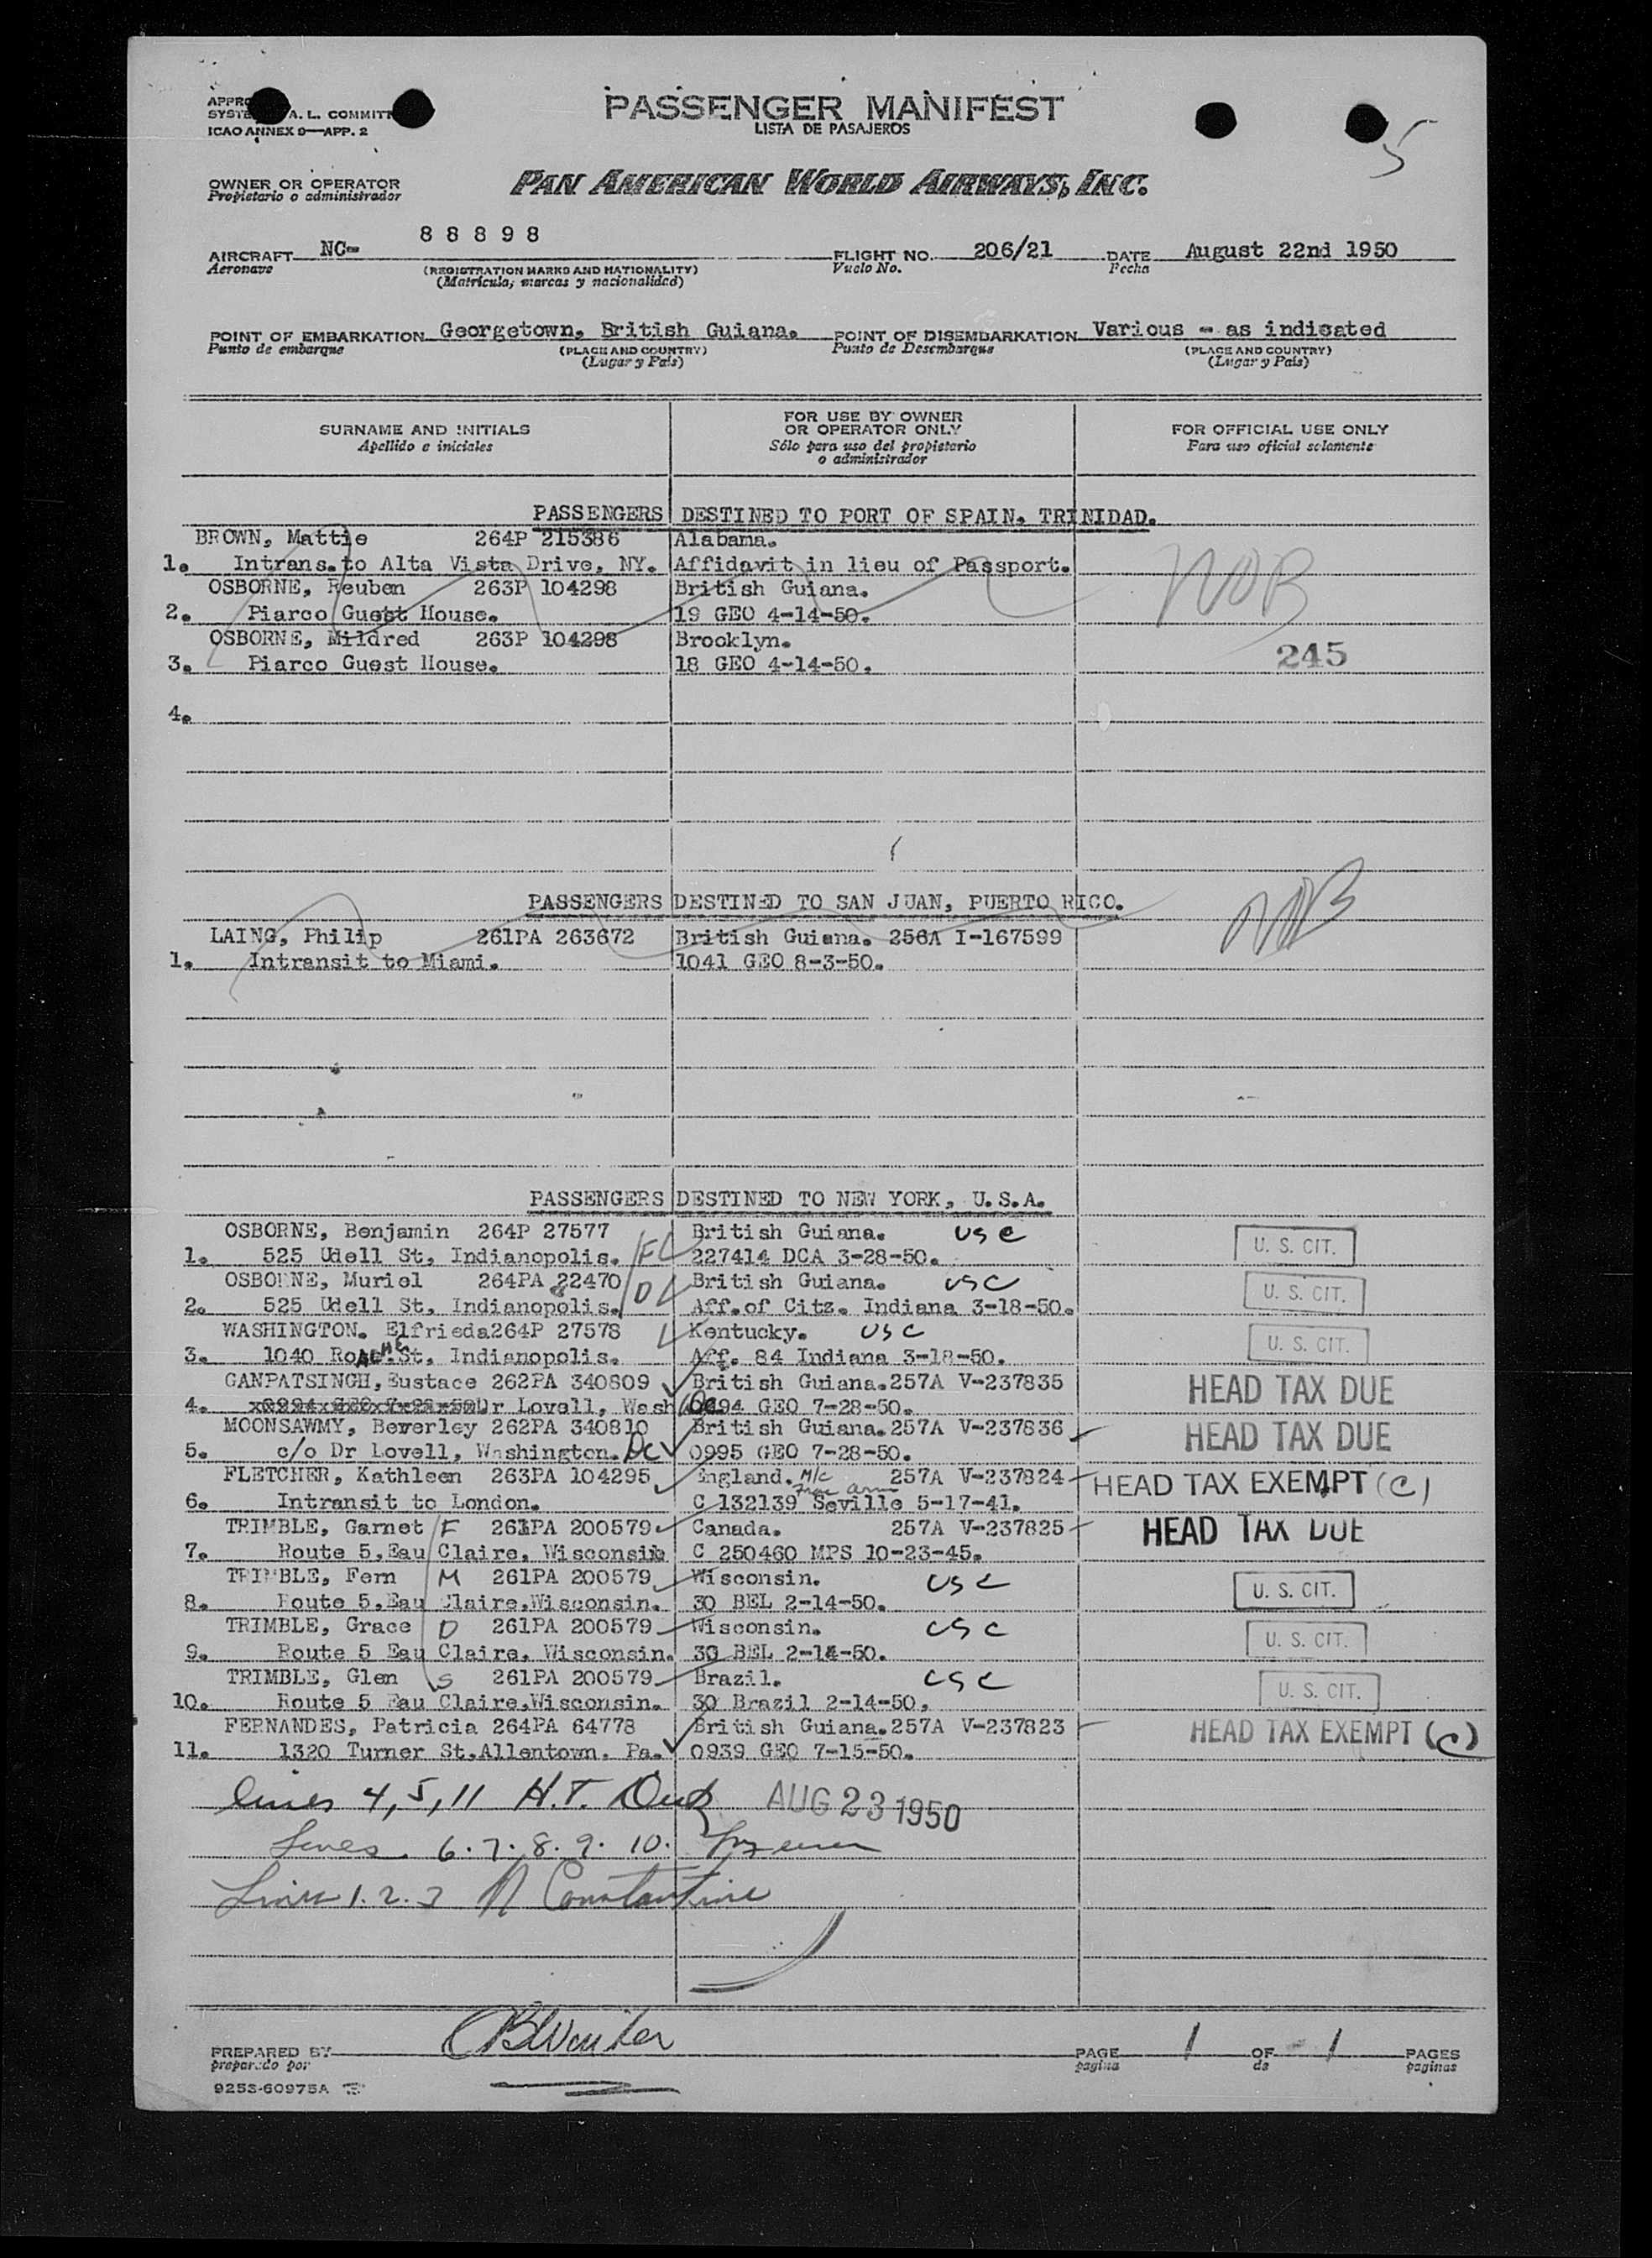 APPRO
SYSTE A. L. COMMITT
ICAO ANNEX 9—APP. 2
PASSENGER MANIFEST
LISTA DE PASAJEROS
5
OWNER OR OPERATOR
Propietario o administrador
PAN AMERICAN WORLD AIRWAYS, INC.
AIRCRAFT NC- 88898 FLIGHT NO. 206/21 DATE August 22nd 1950
Aeronave (REGISTRATION MARKS AND NATIONALITY) Vuelo No. Fecha
(Matrícula, marcas y nacionalidad)
POINT OF EMBARKATION Georgetown, British Guiana. POINT OF DISEMBARKATION Various - as indicated
Punto de embarque (PLACE AND COUNTRY) Punto de Desembarque (PLACE AND COUNTRY)
(Lugar y País) (Lugar y País)
SURNAME AND INITIALS FOR USE BY OWNER OR OPERATOR ONLY FOR OFFICIAL USE ONLY
Apellido e iniciales Sólo para uso del propietario o administrador Para uso oficial solamente
PASSENGERS DESTINED TO PORT OF SPAIN. TRINIDAD.
BROWN, Mattie 264P 215386 Alabama.
1. Intrans.to Alta Vista Drive, NY. Affidavit in lieu of Passport.
OSBORNE, Reuben 263P 104298 British Guiana. NOB
2. Piarco Guest House. 19 GEO 4-14-50.
OSBORNE, Mildred 263P 104298 Brooklyn.
3. Piarco Guest House. 18 GEO 4-14-50. 245
4.
PASSENGERS DESTINED TO SAN JUAN, PUERTO RICO. NOB
LAING, Philip 261PA 263672 British Guiana. 256A I-167599
1. Intransit to Miami. 1041 GEO 8-3-50.
PASSENGERS DESTINED TO NEW YORK, U.S.A.
OSBORNE, Benjamin 264P 27577 British Guiana. USC U. S. CIT.
1. 525 Udell St, Indianopolis. F 227414 DCA 3-28-50.
OSBORNE, Muriel 264PA 22470 British Guiana. USC U. S. CIT.
2. 525 Udell St, Indianopolis. D Aff.of Citz. Indiana 3-18-50.
WASHINGTON. Elfrieda264P 27578 Kentucky. USC U. S. CIT.
3. 1040 Roache St, Indianopolis. Aff. 84 Indiana 3-18-50.
GANPATSINGH,Eustace 262PA 340809 British Guiana.257A V-237835 HEAD TAX DUE
4. Dr Lovell, Wash Dc 0994 GEO 7-28-50.
MOONSAWMY, Beverley 262PA 340810 British Guiana.257A V-237836 HEAD TAX DUE
5. c/o Dr Lovell, Washington. Dc 0995 GEO 7-28-50.
FLETCHER, Kathleen 263PA 104295 England. M/c 257A V-237824 HEAD TAX EXEMPT (C)
6. Intransit to London. C 132139 Seville 5-17-41.
TRIMBLE, Garnet F 261PA 200579 Canada. 257A V-237825 HEAD TAX DUE
7. Route 5,Eau Claire, Wisconsin C 250460 MPS 10-23-45.
TRIMBLE, Fern M 261PA 200579 Wisconsin. USC U. S. CIT.
8. Route 5,Eau Claire,Wisconsin. 30 BEL 2-14-50.
TRIMBLE, Grace D 261PA 200579 Wisconsin. USC U. S. CIT.
9. Route 5 Eau Claire, Wisconsin. 30 BEL 2-14-50.
TRIMBLE, Glen S 261PA 200579 Brazil. USC U. S. CIT.
10. Route 5 Eau Claire,Wisconsin. 30 Brazil 2-14-50.
FERNANDES, Patricia 264PA 64778 British Guiana.257A V-237823 HEAD TAX EXEMPT (C)
11. 1320 Turner St,Allentown. Pa. 0939 GEO 7-15-50.
lines 4, 5, 11 H.T. AUG 23 1950
Lines. 6. 7. 8. 9. 10.
Lines 1. 2. 3 N Constantine
PREPARED BY PAGE 1 OF 1 PAGES
preparado por pagina de paginas
9253-60975A